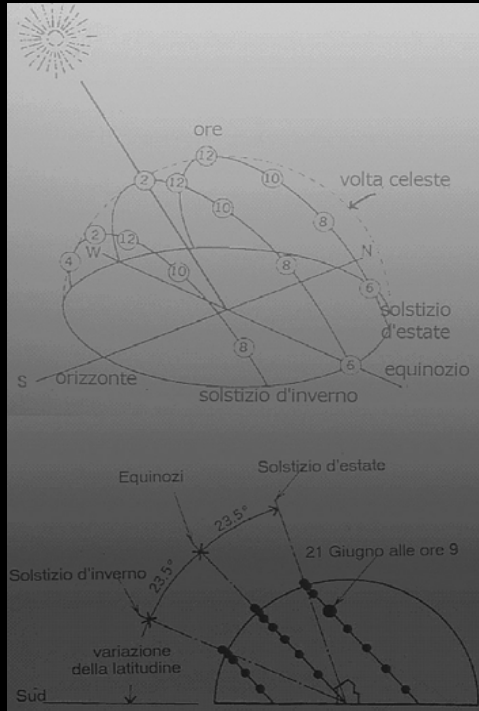 ore
12
2
12
10
volta celeste
10
8
2
12
W
N
4
10
8
6
solstizio
d'estate
8
6
equinozio
S
orizzonte
solstizio d'inverno
Solstizio d'estate
Equinozi
23.5°
21 Giugno alle ore 9
Solstizio d'inverno
23.5°
variazione
della latitudine
Sud